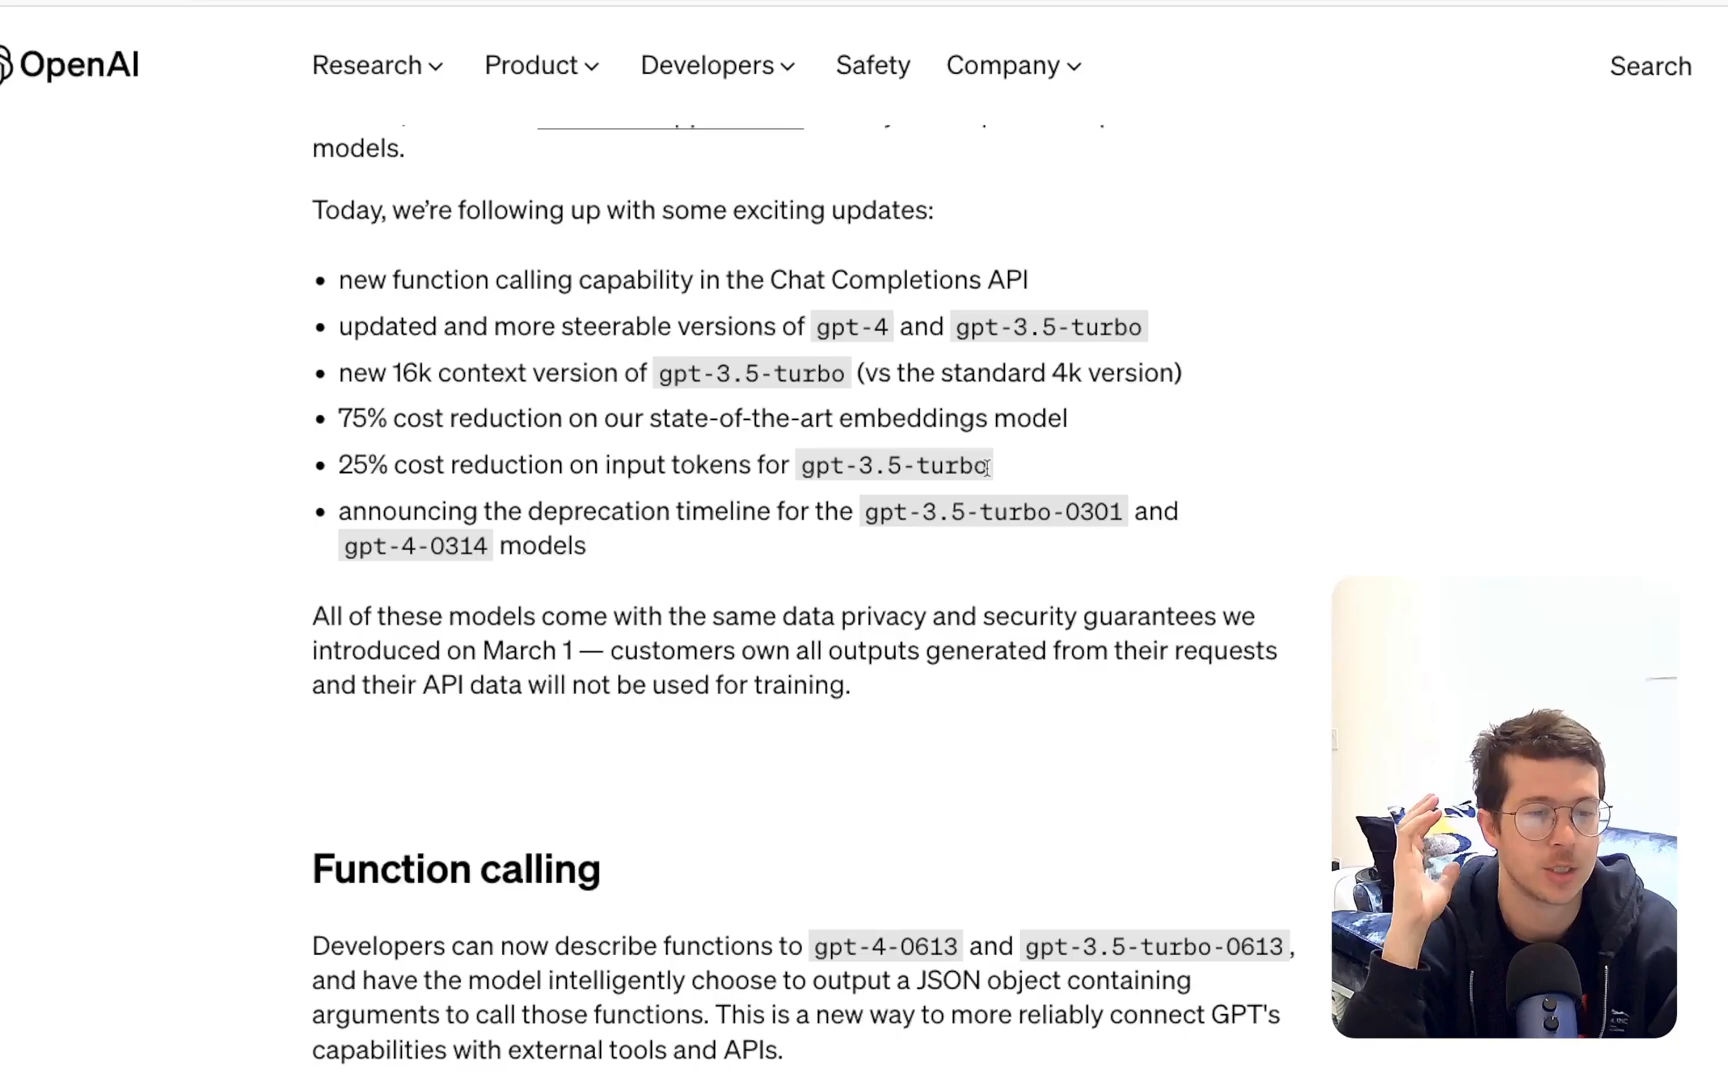 OpenAI
Research Product Developers Safety Company
Search
models.
Today, we’re following up with some exciting updates:
• new function calling capability in the Chat Completions API
• updated and more steerable versions of gpt-4 and gpt-3.5-turbo
• new 16k context version of gpt-3.5-turbo (vs the standard 4k version)
• 75% cost reduction on our state-of-the-art embeddings model
• 25% cost reduction on input tokens for gpt-3.5-turbo
• announcing the deprecation timeline for the gpt-3.5-turbo-0301 and
gpt-4-0314 models
All of these models come with the same data privacy and security guarantees we
introduced on March 1 — customers own all outputs generated from their requests
and their API data will not be used for training.
Function calling
Developers can now describe functions to gpt-4-0613 and gpt-3.5-turbo-0613,
and have the model intelligently choose to output a JSON object containing
arguments to call those functions. This is a new way to more reliably connect GPT's
capabilities with external tools and APIs.